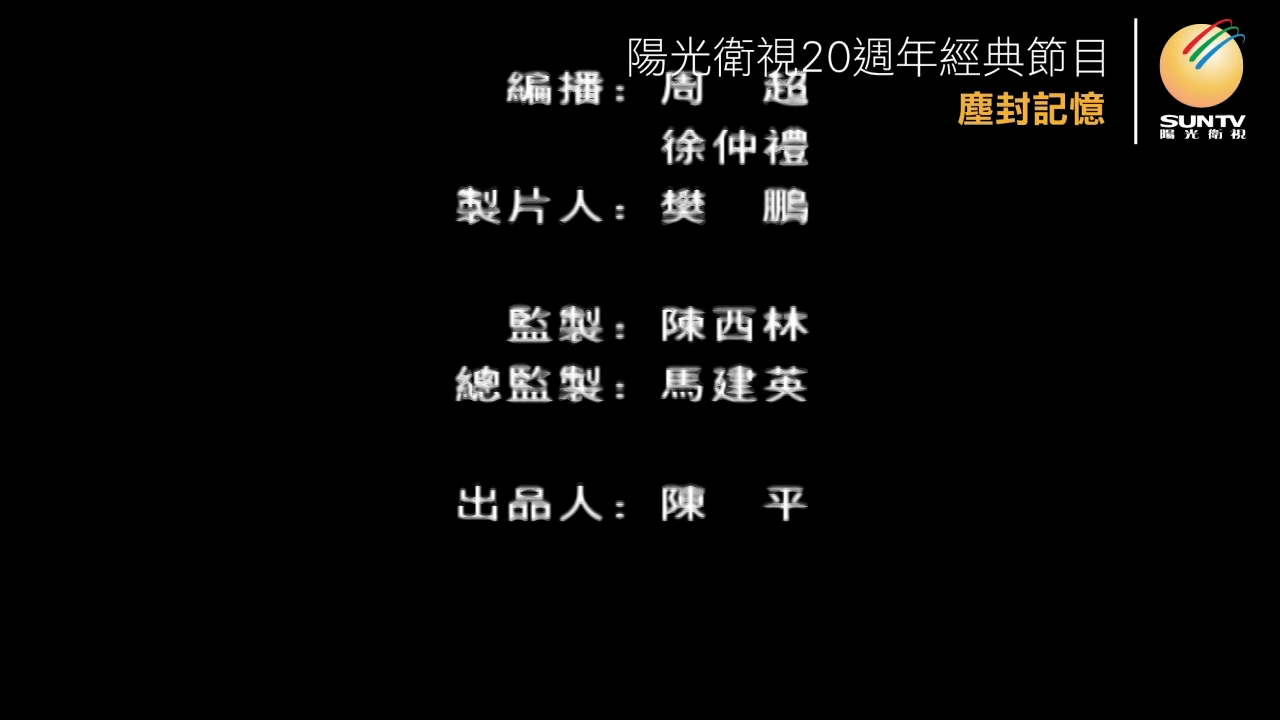 陽光衛視20週年經典節目
塵封記憶
SUNTV
陽光衛視
編播：周　超
徐仲禮
製片人：樊　鵬
監製：陳西林
總監製：馬建英
出品人：陳　平